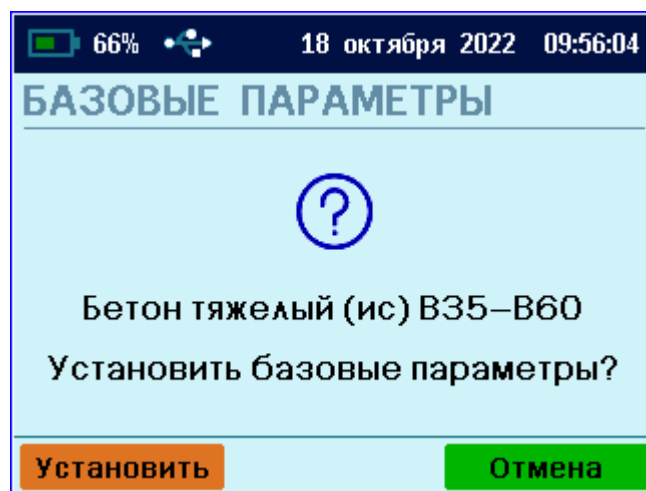 66% 18 октября 2022 09:56:04
БАЗОВЫЕ ПАРАМЕТРЫ
?
Бетон тяжелый (ис) В35–В60
Установить базовые параметры?
Установить Отмена